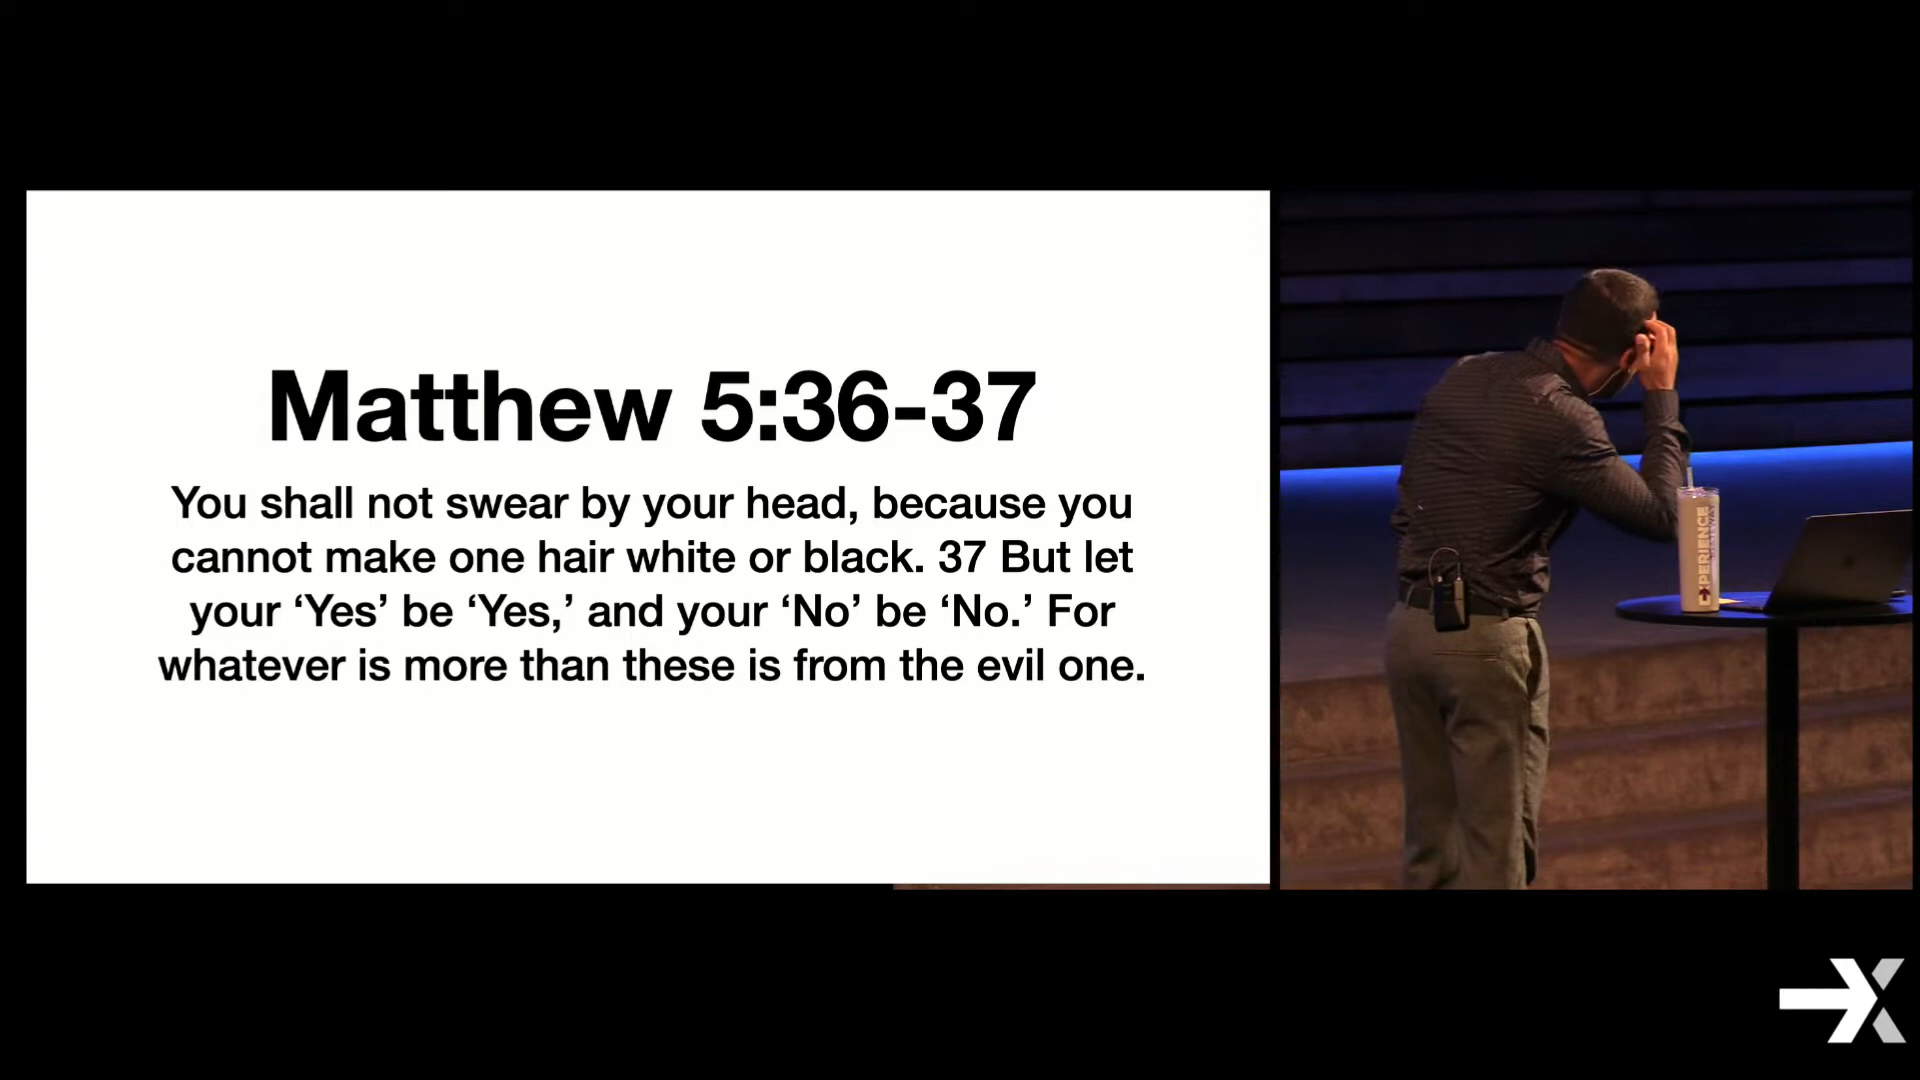 Matthew 5:36-37
You shall not swear by your head, because you
cannot make one hair white or black. 37 But let
your ‘Yes’ be ‘Yes,’ and your ‘No’ be ‘No.’ For
whatever is more than these is from the evil one.
EXPERIENCE
X